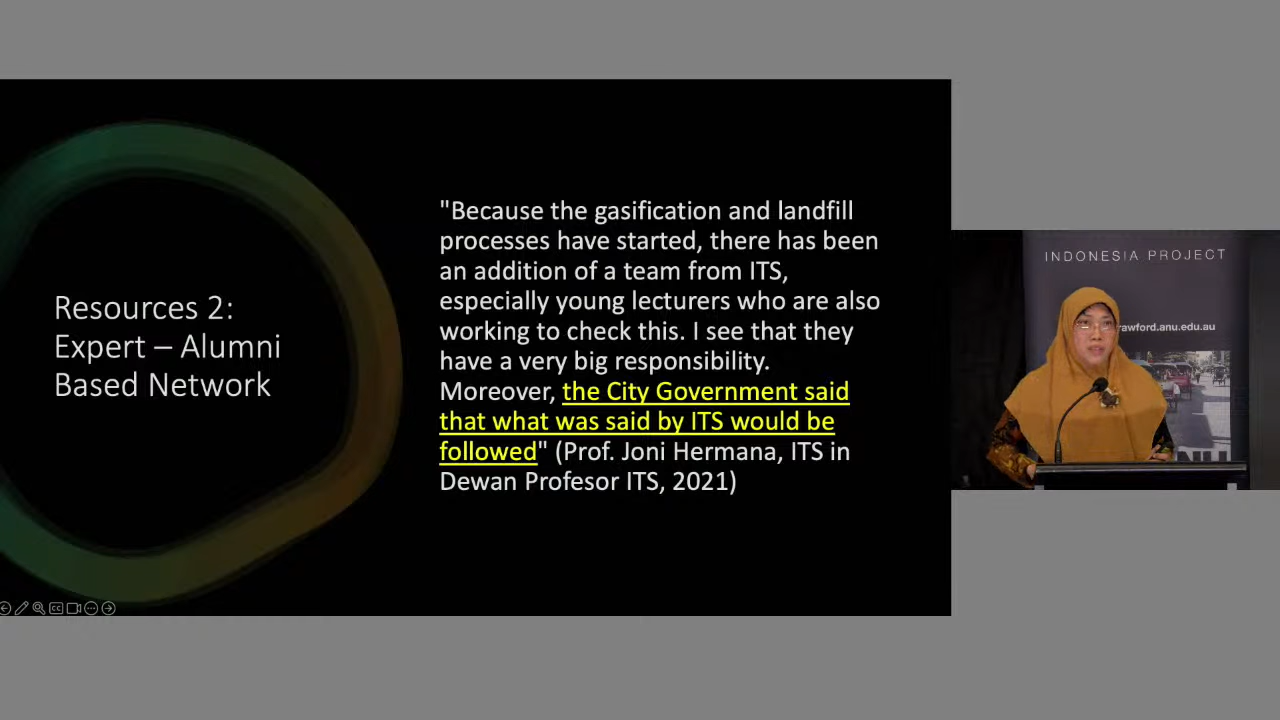 Resources 2:
Expert – Alumni
Based Network
"Because the gasification and landfill
processes have started, there has been
an addition of a team from ITS,
especially young lecturers who are also
working to check this. I see that they
have a very big responsibility.
Moreover, the City Government said
that what was said by ITS would be
followed" (Prof. Joni Hermana, ITS in
Dewan Profesor ITS, 2021)
INDONESIA PROJECT
rawford.anu.edu.au